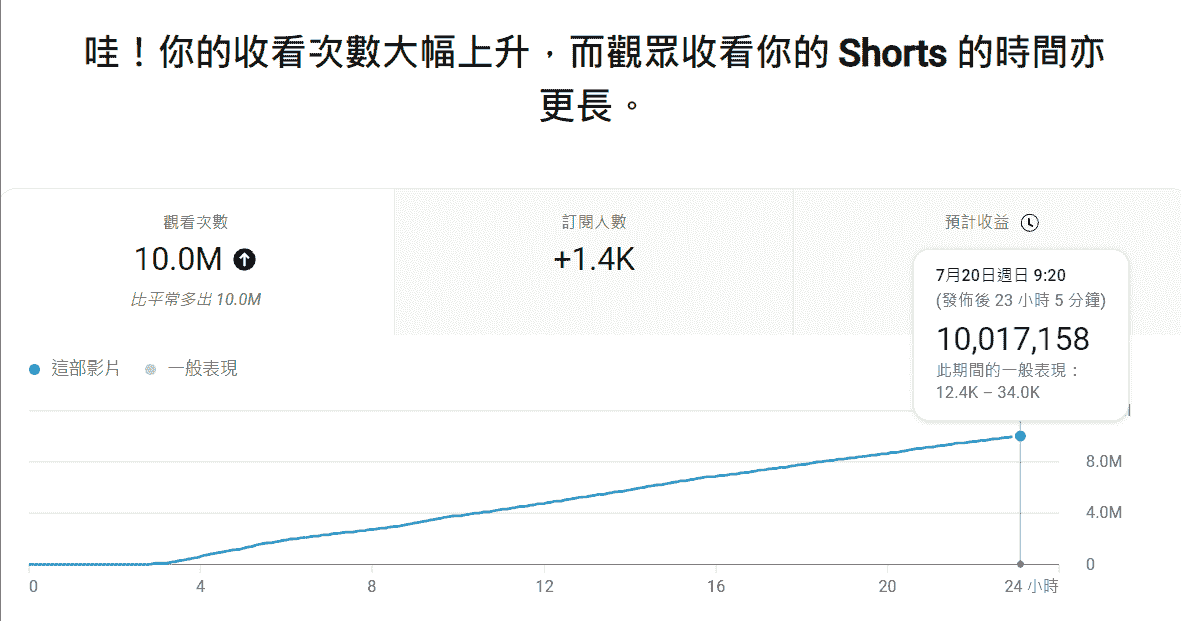 哇！你的收看次數大幅上升，而觀眾收看你的 Shorts 的時間亦
更長。
觀看次數
10.0M
比平常多出 10.0M
訂閱人數
+1.4K
預計收益
7月20日週日 9:20
(發佈後 23 小時 5 分鐘)
10,017,158
此期間的一般表現：
12.4K – 34.0K
這部影片
一般表現
8.0M
4.0M
0
0
4
8
12
16
20
24 小時